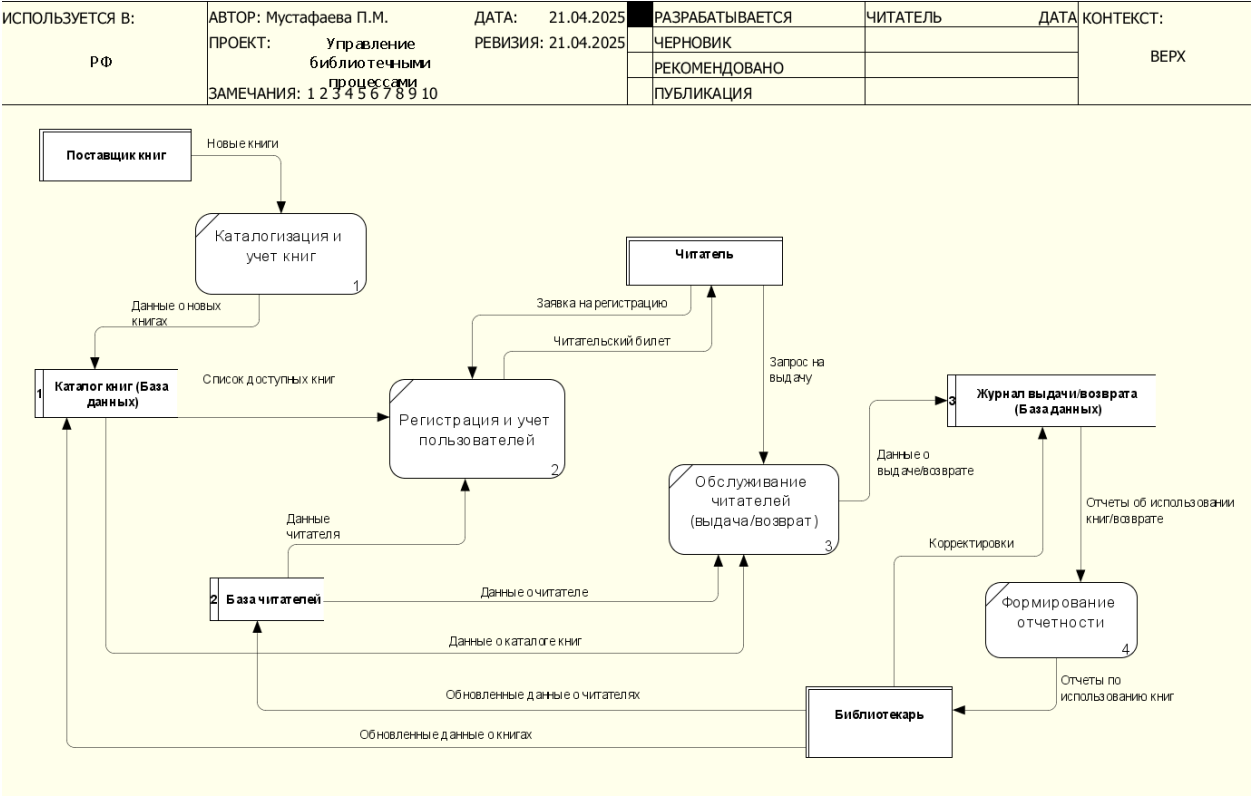 ИСПОЛЬЗУЕТСЯ В:
РФ
АВТОР: Мустафаева П.М.
ДАТА: 21.04.2025
ПРОЕКТ: Управление
библиотечными
процессами
РЕВИЗИЯ: 21.04.2025
ЗАМЕЧАНИЯ: 1 2 3 4 5 6 7 8 9 10
РАЗРАБАТЫВАЕТСЯ
ЧЕРНОВИК
РЕКОМЕНДОВАНО
ПУБЛИКАЦИЯ
ЧИТАТЕЛЬ ДАТА
КОНТЕКСТ:
ВЕРХ
Поставщик книг
Новые книги
Каталогизация и
учет книг
1
Читатель
Данные о новых
книгах
Заявка на регистрацию
Читательский билет
Запрос на
выдачу
1
Каталог книг (База
данных)
Список доступных книг
Регистрация и учет
пользователей
2
3
Журнал выдачи/возврата
(База данных)
Данные о
выдаче/возврате
Обслуживание
читателей
(выдача/возврат)
3
Отчеты об использовании
книг/возврате
Данные
читателя
Корректировки
2
База читателей
Данные о читателе
Формирование
отчетности
4
Данные о каталоге книг
Отчеты по
использованию книг
Обновленные данные о читателях
Библиотекарь
Обновленные данные о книгах